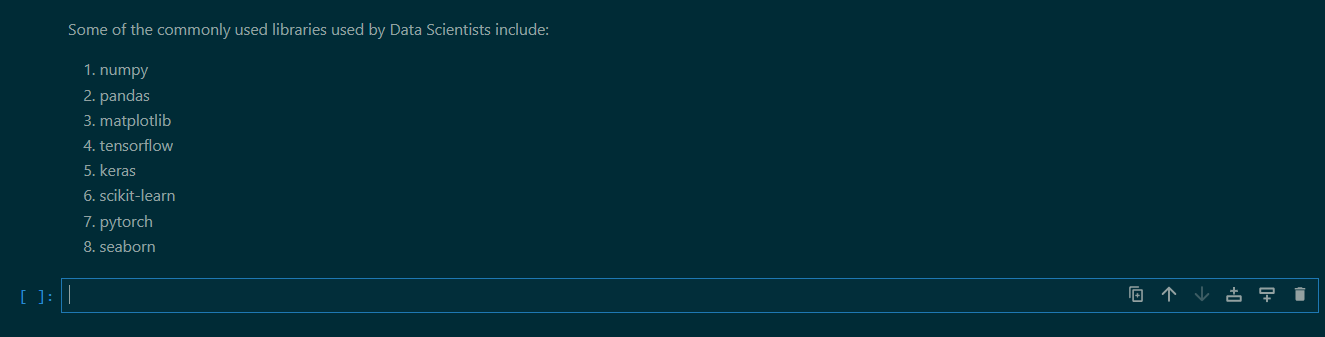 Some of the commonly used libraries used by Data Scientists include:
1. numpy
2. pandas
3. matplotlib
4. tensorflow
5. keras
6. scikit-learn
7. pytorch
8. seaborn
[ ]: